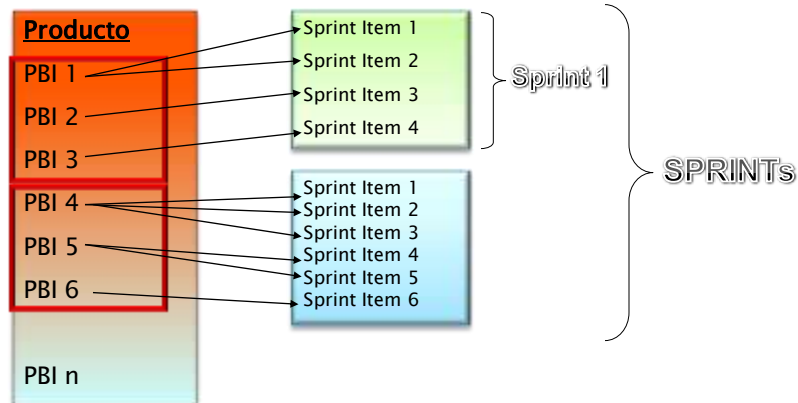 Producto
PBI 1
PBI 2
PBI 3
PBI 4
PBI 5
PBI 6
PBI n
Sprint Item 1
Sprint Item 2
Sprint Item 3
Sprint Item 4
Sprint 1
Sprint Item 1
Sprint Item 2
Sprint Item 3
Sprint Item 4
Sprint Item 5
Sprint Item 6
SPRINTs